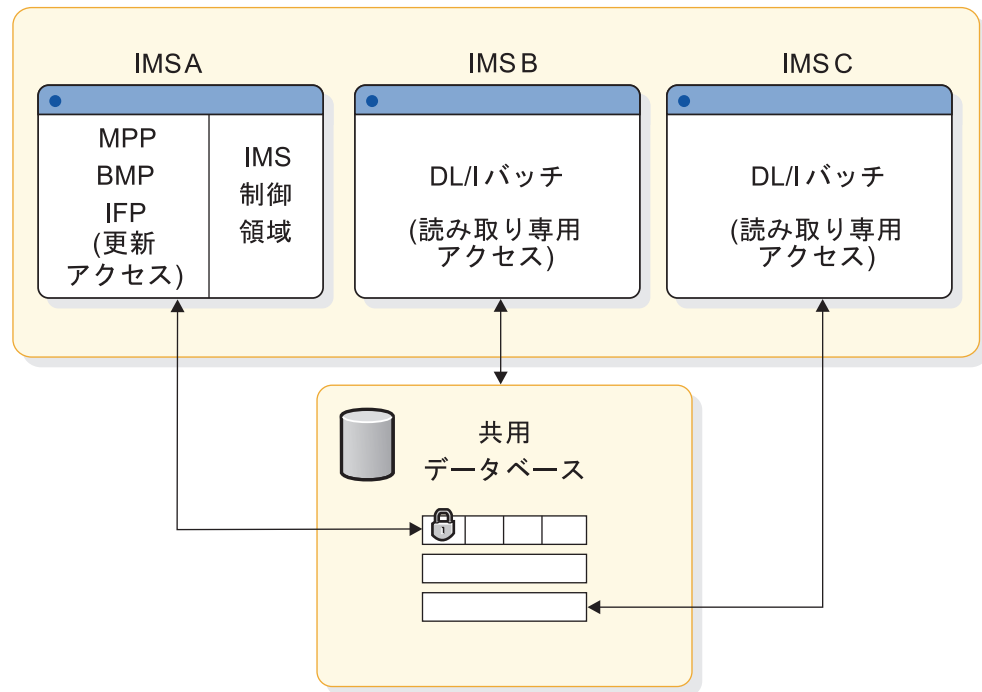 IMSA
IMSB
IMSC
MPP
BMP
IFP
(更新
アクセス)
IMS
制御
領域
DL/Iバッチ
(読み取り専用
アクセス)
DL/Iバッチ
(読み取り専用
アクセス)
共用
データベース
1